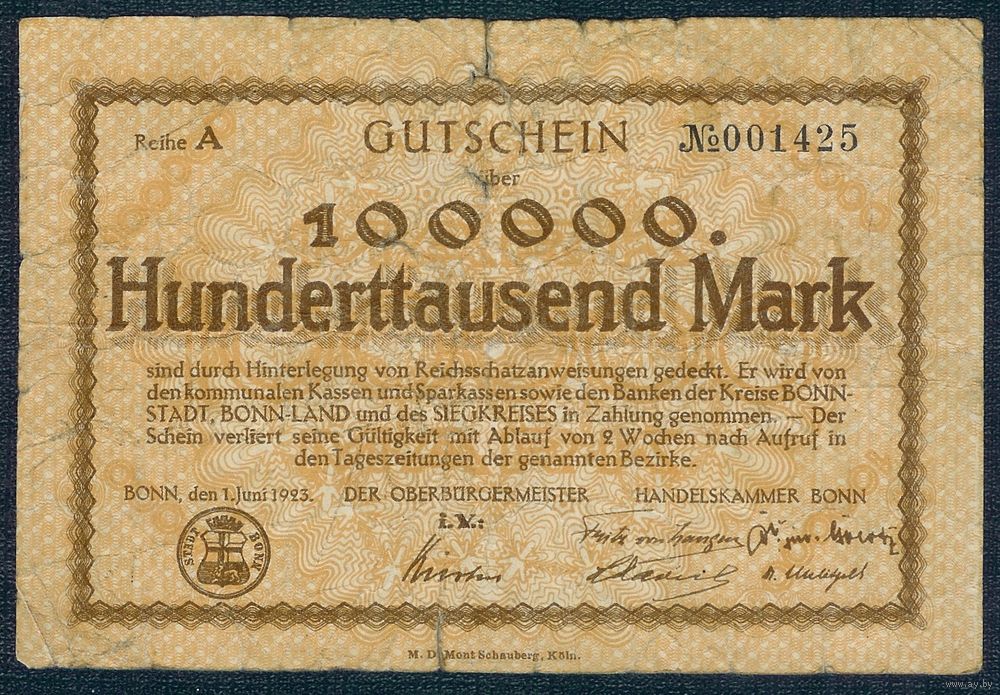 Reihe A GUTSCHEIN №001425
über
100000.
Hunderttausend Mark
sind durch Hinterlegung von Reichsschatzanweisungen gedeckt. Er wird von
den kommunalen Kassen und Sparkassen sowie den Banken der Kreise BONN-
STADT, BONN-LAND und des SIEGKREISES in Zahlung genommen. — Der
Schein verliert seine Gültigkeit mit Ablauf von 2 Wochen nach Aufruf in
den Tageszeitungen der genannten Bezirke.
BONN, den 1. Juni 1923. DER OBERBÜRGERMEISTER HANDELSKAMMER BONN
i. V.:
STADT BONN
M. DuMont Schauberg, Köln.
www.ay.by